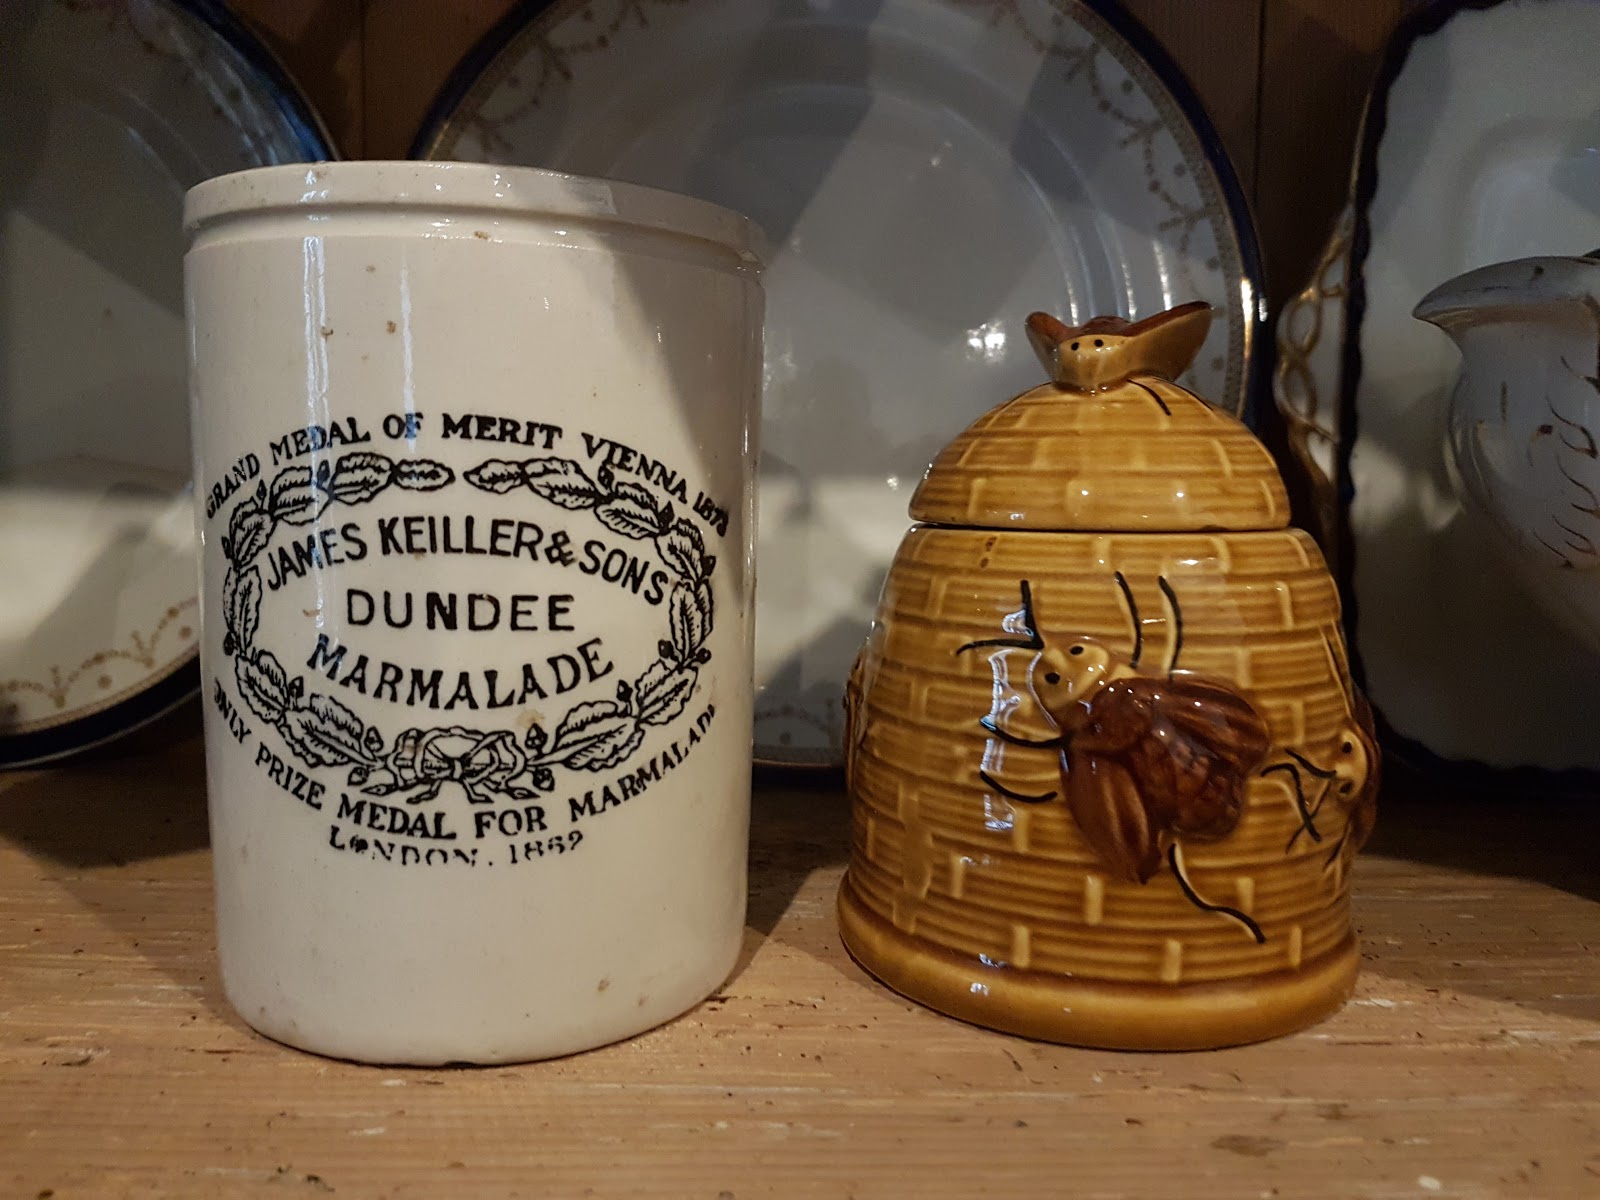 GRAND MEDAL OF MERIT VIENNA 1873
JAMES KEILLER & SONS
DUNDEE
MARMALADE
ONLY PRIZE MEDAL FOR MARMALADE
LONDON. 1862